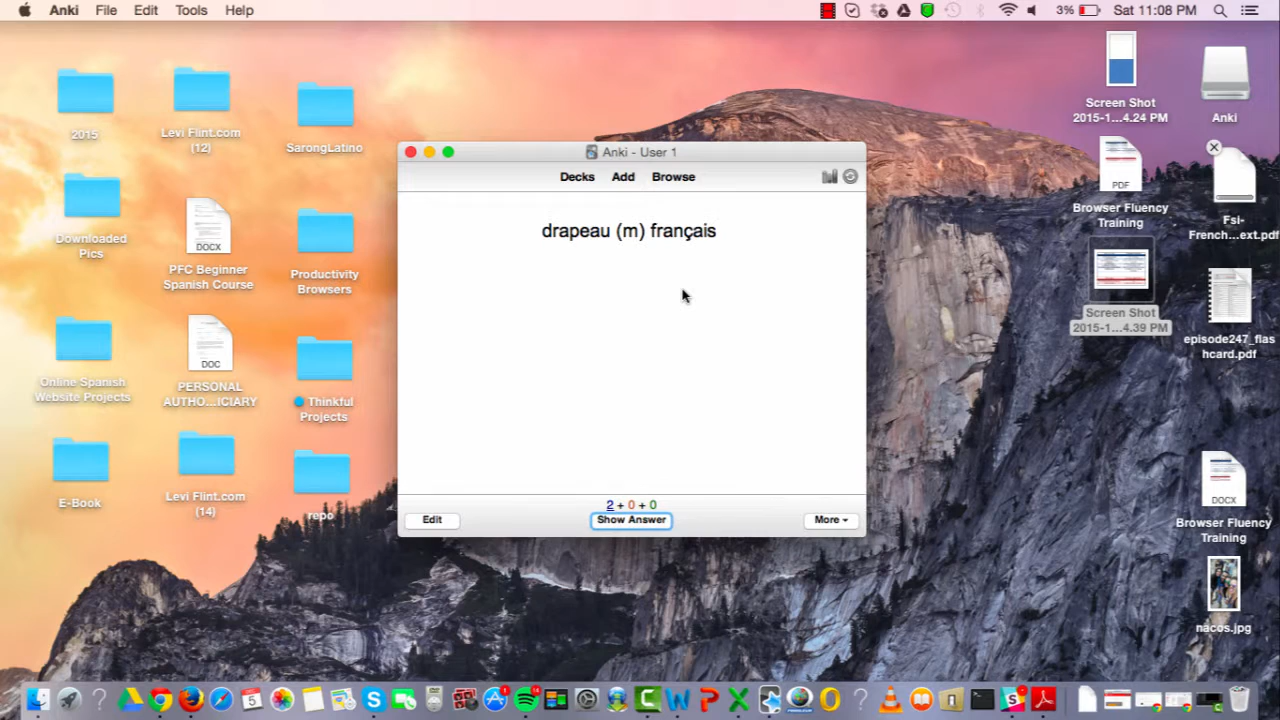 Anki File Edit Tools Help
3% Sat 11:08 PM
2015
Levi Flint.com
(12)
SarongLatino
Downloaded
Pics
DOCX
PFC Beginner
Spanish Course
Productivity
Browsers
Online Spanish
Website Projects
DOC
PERSONAL
AUTHO...ICIARY
Thinkful
Projects
E-Book
Levi Flint.com
(14)
repo
Anki - User 1
Decks Add Browse
drapeau (m) français
2 + 0 + 0
Edit
Show Answer
More
Screen Shot
2015-1...4.24 PM
Anki
PDF
Browser Fluency
Training
Fsi-
French...ext.pdf
Screen Shot
2015-1...4.39 PM
episode247_flas
hcard.pdf
DOCX
Browser Fluency
Training
nacos.jpg
5